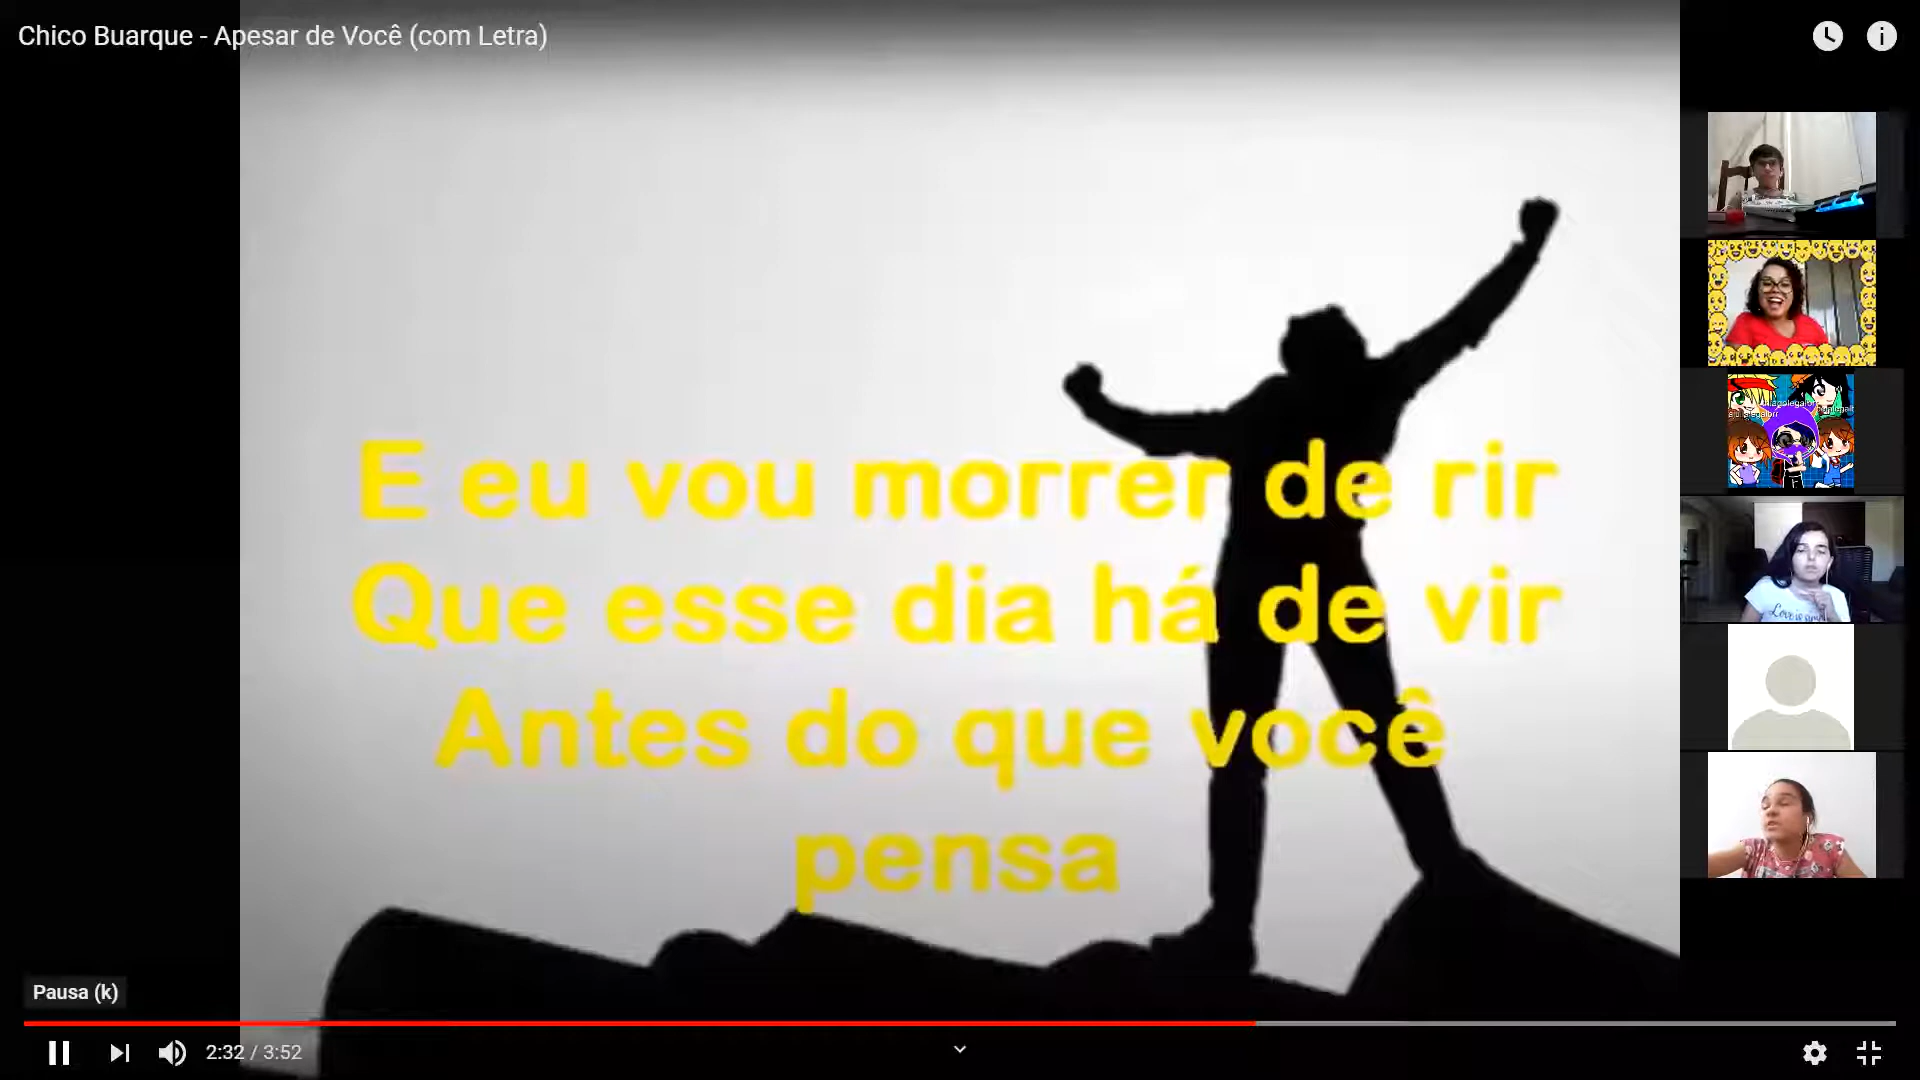 Chico Buarque - Apesar de Você (com Letra)
E eu vou morrer de rir
Que esse dia há de vir
Antes do que você
pensa
Pausa (k)
2:32 / 3:52